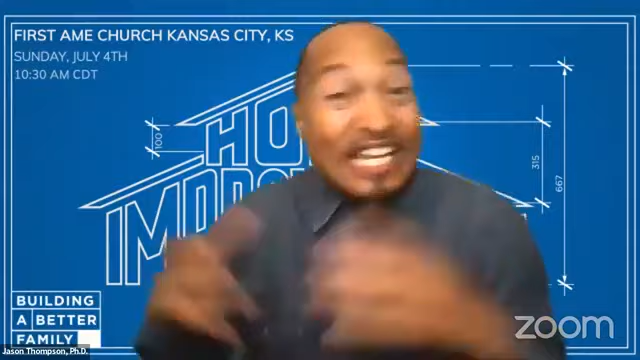 FIRST AME CHURCH KANSAS CITY, KS
SUNDAY, JULY 4TH
10:30 AM CDT
100
315
667
BUILDING
A BETTER
FAMILY
zoom
Jason Thompson, Ph.D.